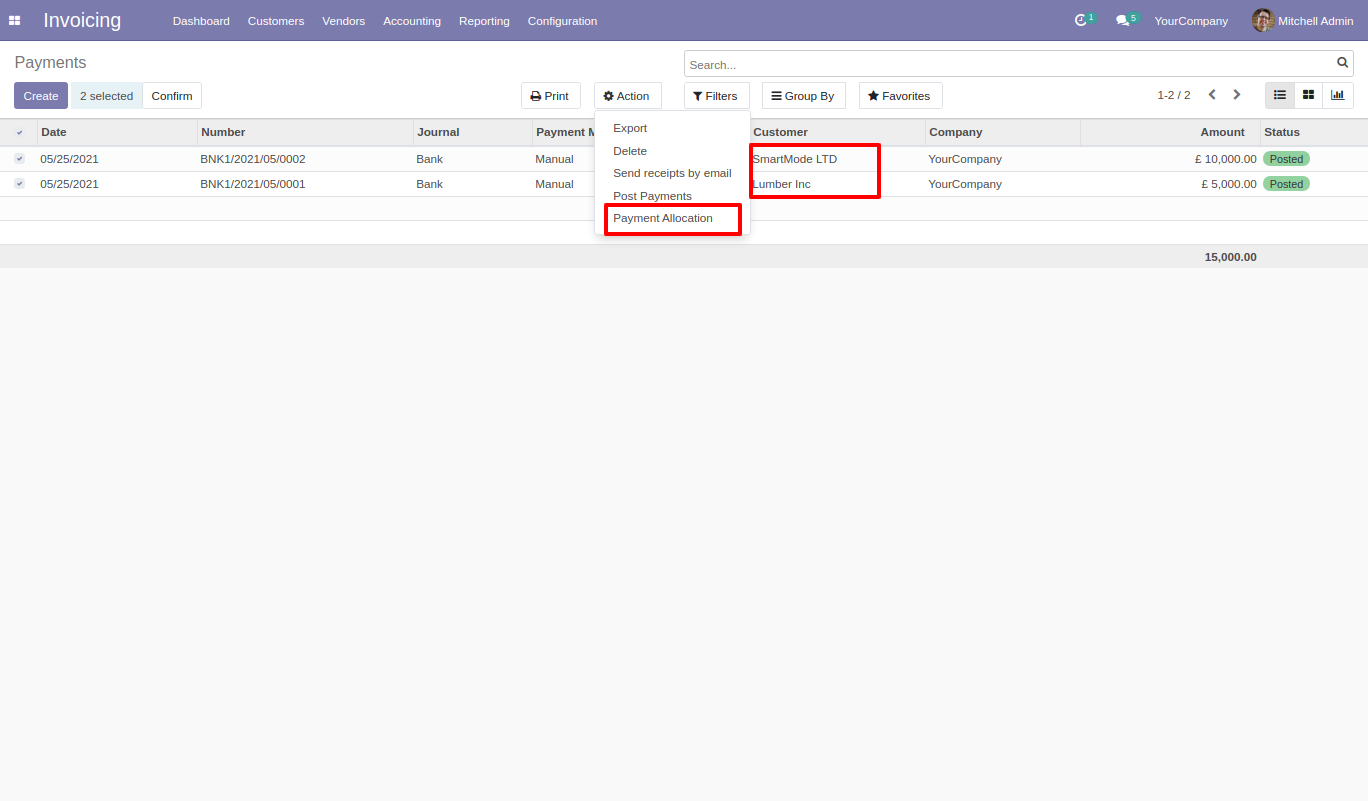 Invoicing Dashboard Customers Vendors Accounting Reporting Configuration 1 5 YourCompany Mitchell Admin
Payments Search...
Create 2 selected Confirm Print Action Filters Group By Favorites 1-2 / 2
Export
Delete
Send receipts by email
Post Payments
Payment Allocation
Date Number Journal Payment M Customer Company Amount Status
05/25/2021 BNK1/2021/05/0002 Bank Manual SmartMode LTD YourCompany £ 10,000.00 Posted
05/25/2021 BNK1/2021/05/0001 Bank Manual Lumber Inc YourCompany £ 5,000.00 Posted
15,000.00